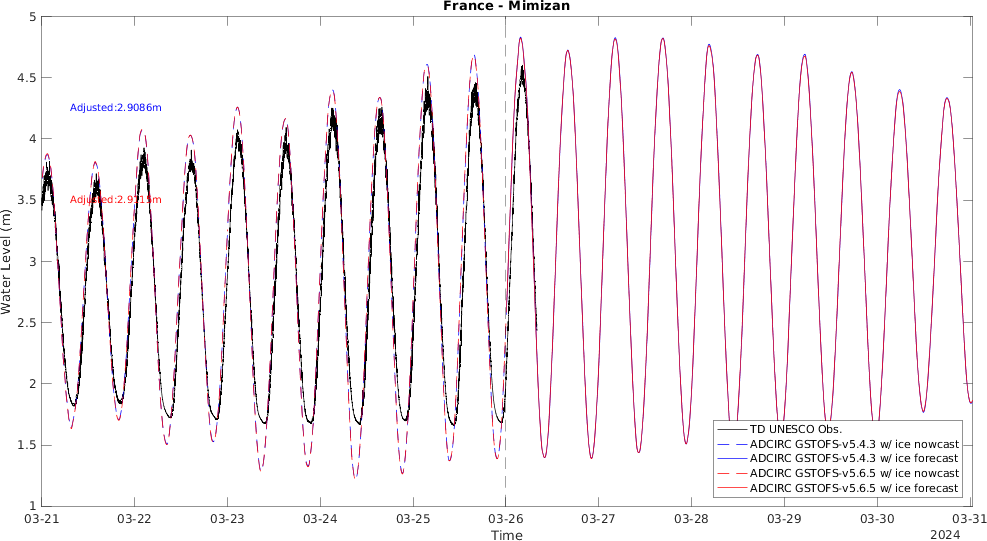 France - Mimizan
5
4.5
4
3.5
3
2.5
2
1.5
1
Water Level (m)
Adjusted:2.9086m
Adjusted:2.9115m
TD UNESCO Obs.
ADCIRC GSTOFS-v5.4.3 w/ ice nowcast
ADCIRC GSTOFS-v5.4.3 w/ ice forecast
ADCIRC GSTOFS-v5.6.5 w/ ice nowcast
ADCIRC GSTOFS-v5.6.5 w/ ice forecast
03-21 03-22 03-23 03-24 03-25 03-26 03-27 03-28 03-29 03-30 03-31
Time
2024